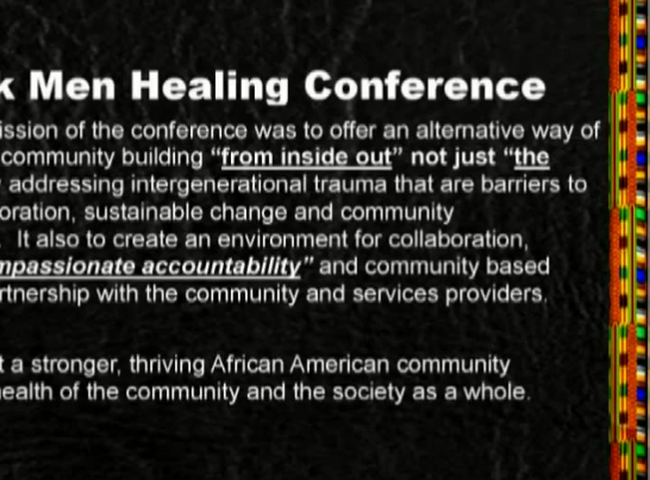 k Men Healing Conference
ission of the conference was to offer an alternative way of
community building “from inside out” not just “the
addressing intergenerational trauma that are barriers to
oration, sustainable change and community
. It also to create an environment for collaboration,
mpassionate accountability” and community based
rtnership with the community and services providers.
t a stronger, thriving African American community
ealth of the community and the society as a whole.